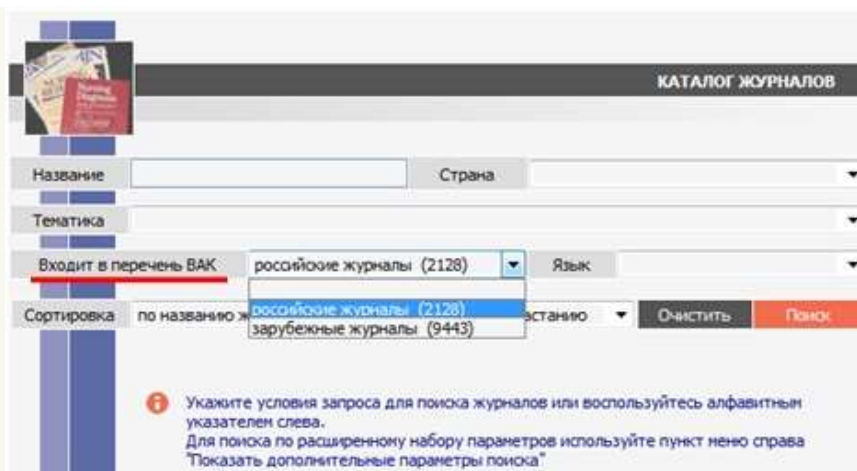 КАТАЛОГ ЖУРНАЛОВ
Название Страна
Тематика
Входит в перечень ВАК российские журналы (2128) Язык
российские журналы (2128)
Сортировка по названию ж астанию Очистить Поиск
зарубежные журналы (9443)
Укажите условия запроса для поиска журналов или воспользуйтесь алфавитным
указателем слева.
Для поиска по расширенному набору параметров используйте пункт меню справа
"Показать дополнительные параметры поиска"